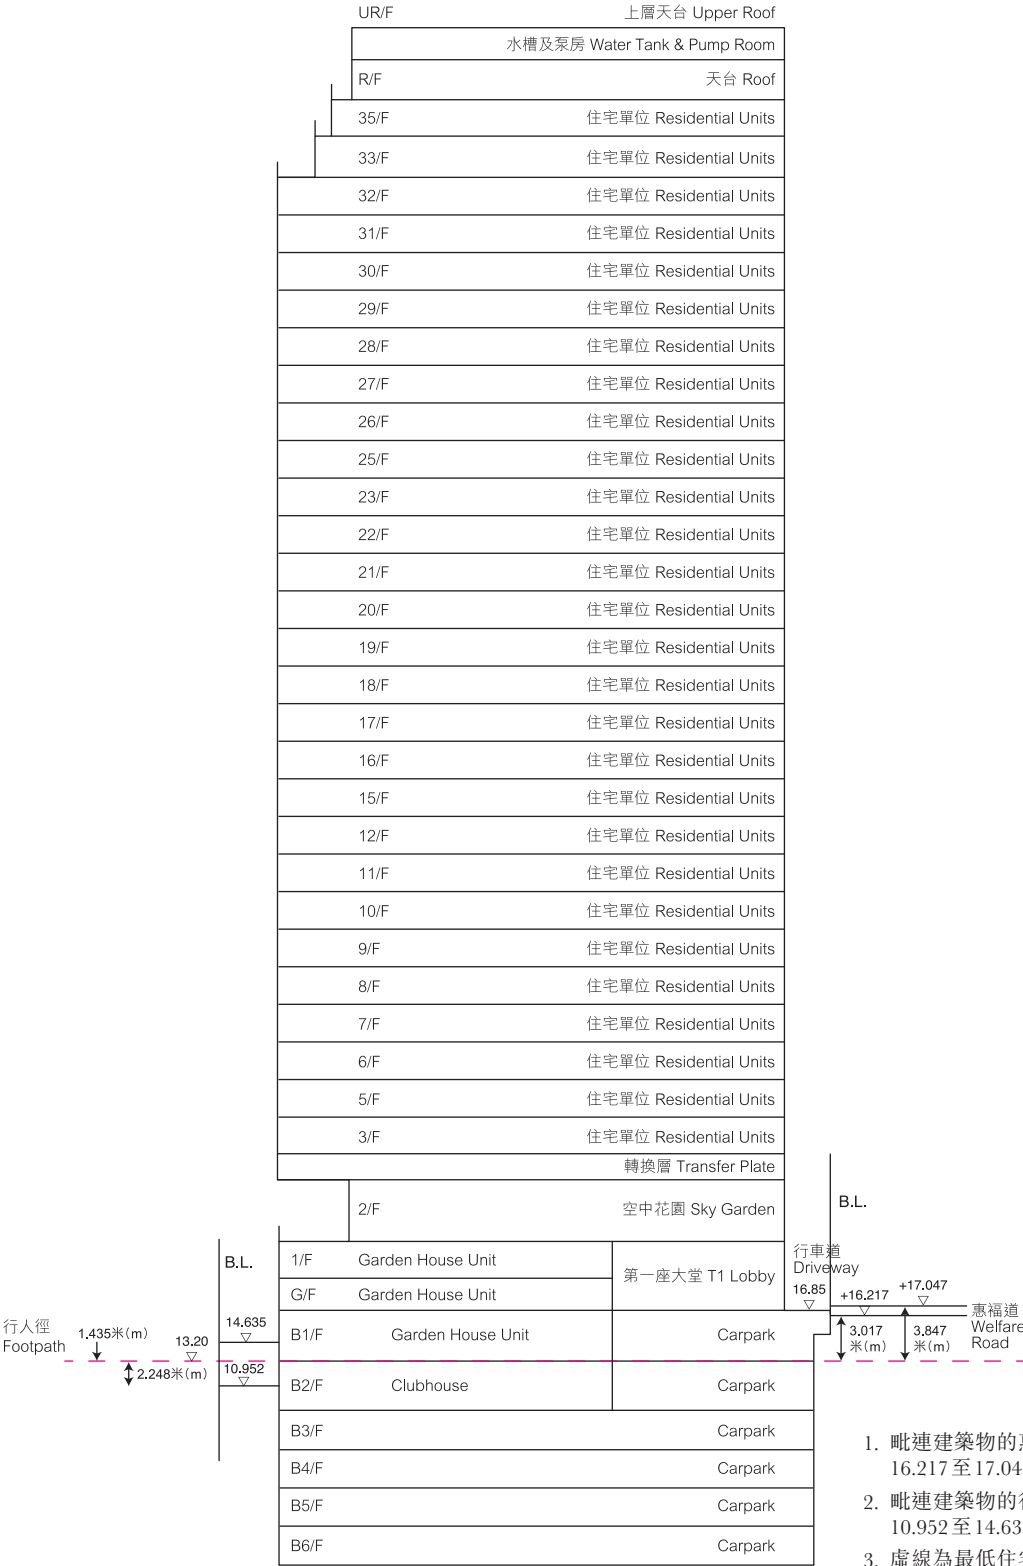 UR/F 上層天台 Upper Roof
水槽及泵房 Water Tank & Pump Room
R/F 天台 Roof
35/F 住宅單位 Residential Units
33/F 住宅單位 Residential Units
32/F 住宅單位 Residential Units
31/F 住宅單位 Residential Units
30/F 住宅單位 Residential Units
29/F 住宅單位 Residential Units
28/F 住宅單位 Residential Units
27/F 住宅單位 Residential Units
26/F 住宅單位 Residential Units
25/F 住宅單位 Residential Units
23/F 住宅單位 Residential Units
22/F 住宅單位 Residential Units
21/F 住宅單位 Residential Units
20/F 住宅單位 Residential Units
19/F 住宅單位 Residential Units
18/F 住宅單位 Residential Units
17/F 住宅單位 Residential Units
16/F 住宅單位 Residential Units
15/F 住宅單位 Residential Units
12/F 住宅單位 Residential Units
11/F 住宅單位 Residential Units
10/F 住宅單位 Residential Units
9/F 住宅單位 Residential Units
8/F 住宅單位 Residential Units
7/F 住宅單位 Residential Units
6/F 住宅單位 Residential Units
5/F 住宅單位 Residential Units
3/F 住宅單位 Residential Units
轉換層 Transfer Plate
2/F 空中花園 Sky Garden
B.L.
B.L.
1/F Garden House Unit
第一座大堂 T1 Lobby
行車道
Driveway
G/F Garden House Unit
16.85
+16.217
+17.047
惠福道
Welfare
Road
行人徑
Footpath
1.435米(m)
13.20
14.635
B1/F Garden House Unit Carpark
3.017
米(m)
3.847
米(m)
2.248米(m)
10.952
B2/F Clubhouse Carpark
B3/F Carpark
B4/F Carpark
B5/F Carpark
B6/F Carpark
1. 毗連建築物的
16.217至17.04
2. 毗連建築物的
10.952至14.63
3. 虛線為最低住